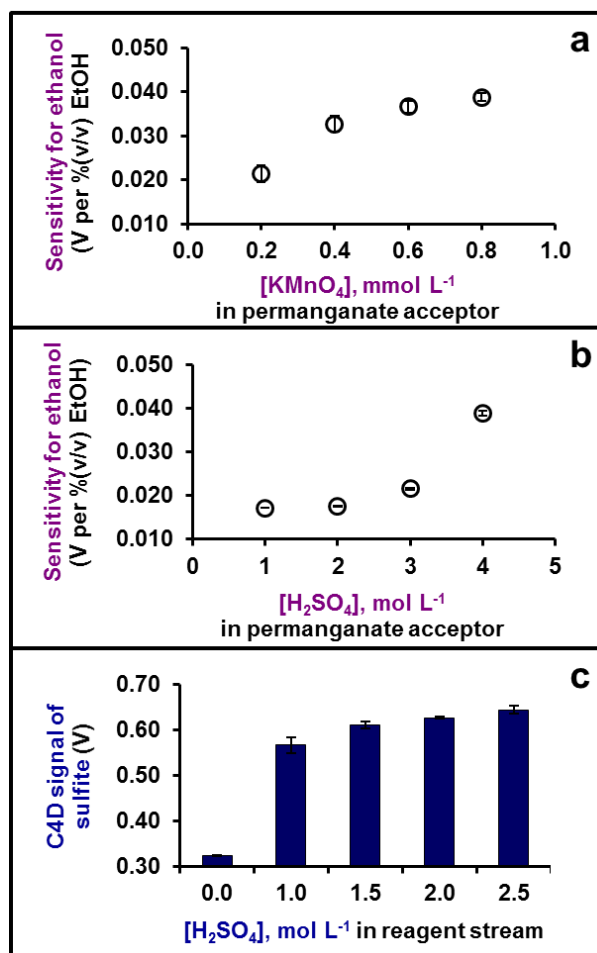 a
Sensitivity for ethanol
(V per %(v/v) EtOH
0.050
0.040
0.030
0.020
0.010
0.0 0.2 0.4 0.6 0.8 1.0
[KMnO₄], mmol L⁻¹
in permanganate acceptor
b
Sensitivity for ethanol
(V per %(v/v) EtOH)
0.050
0.040
0.030
0.020
0.010
0 1 2 3 4 5
[H₂SO₄], mol L⁻¹
in permanganate acceptor
c
C4D signal of
sulfite (V)
0.70
0.60
0.50
0.40
0.30
0.0 1.0 1.5 2.0 2.5
[H₂SO₄], mol L⁻¹ in reagent stream